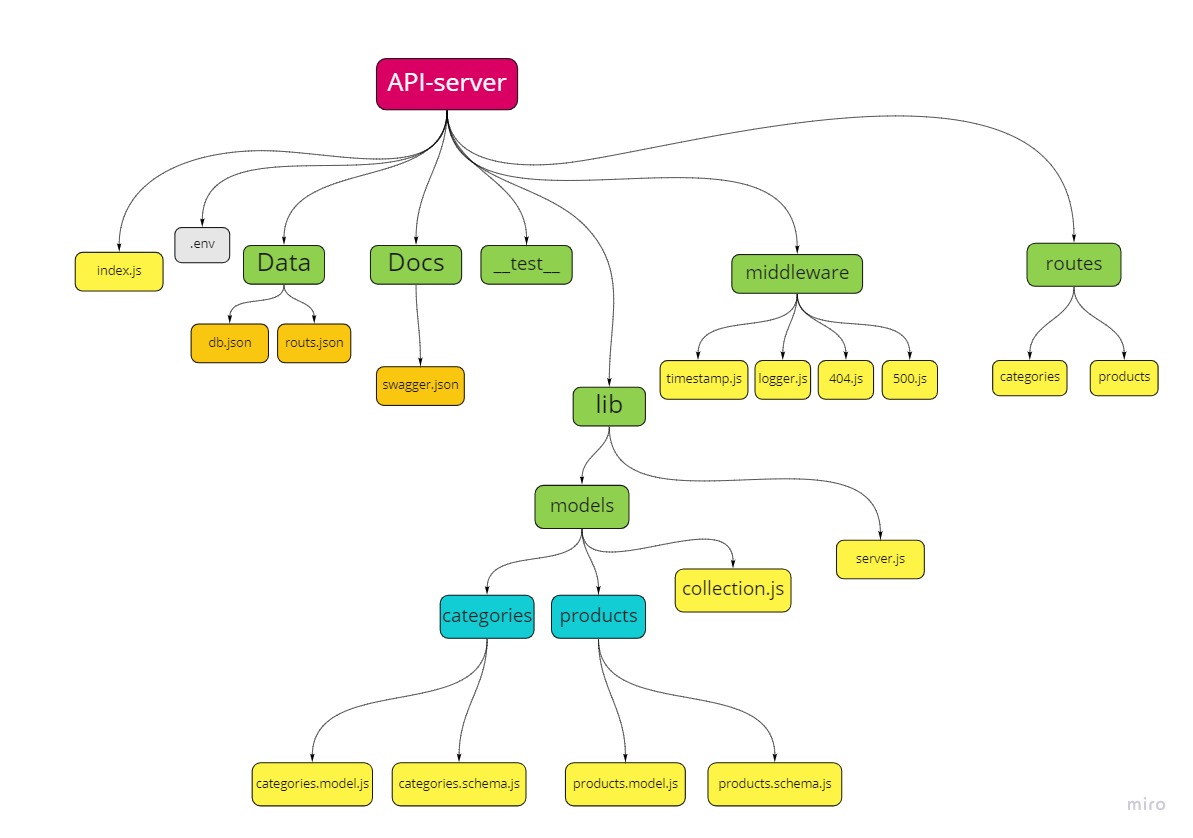 API-server
index.js
.env
Data
Docs
__test__
middleware
routes
db.json
routs.json
swagger.json
timestamp.js
logger.js
404.js
500.js
categories
products
lib
models
server.js
collection.js
categories
products
categories.model.js
categories.schema.js
products.model.js
products.schema.js
miro